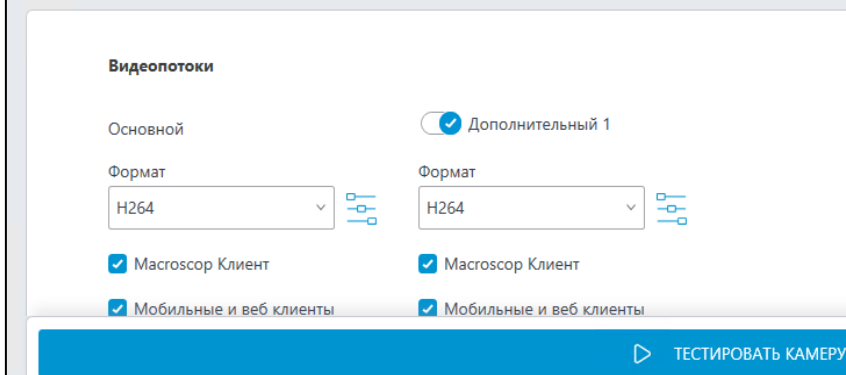 Видеопотоки
Основной
Дополнительный 1
Формат
Формат
H264
H264
Macroscop Клиент
Macroscop Клиент
Мобильные и веб клиенты
Мобильные и веб клиенты
ТЕСТИРОВАТЬ КАМЕРУ